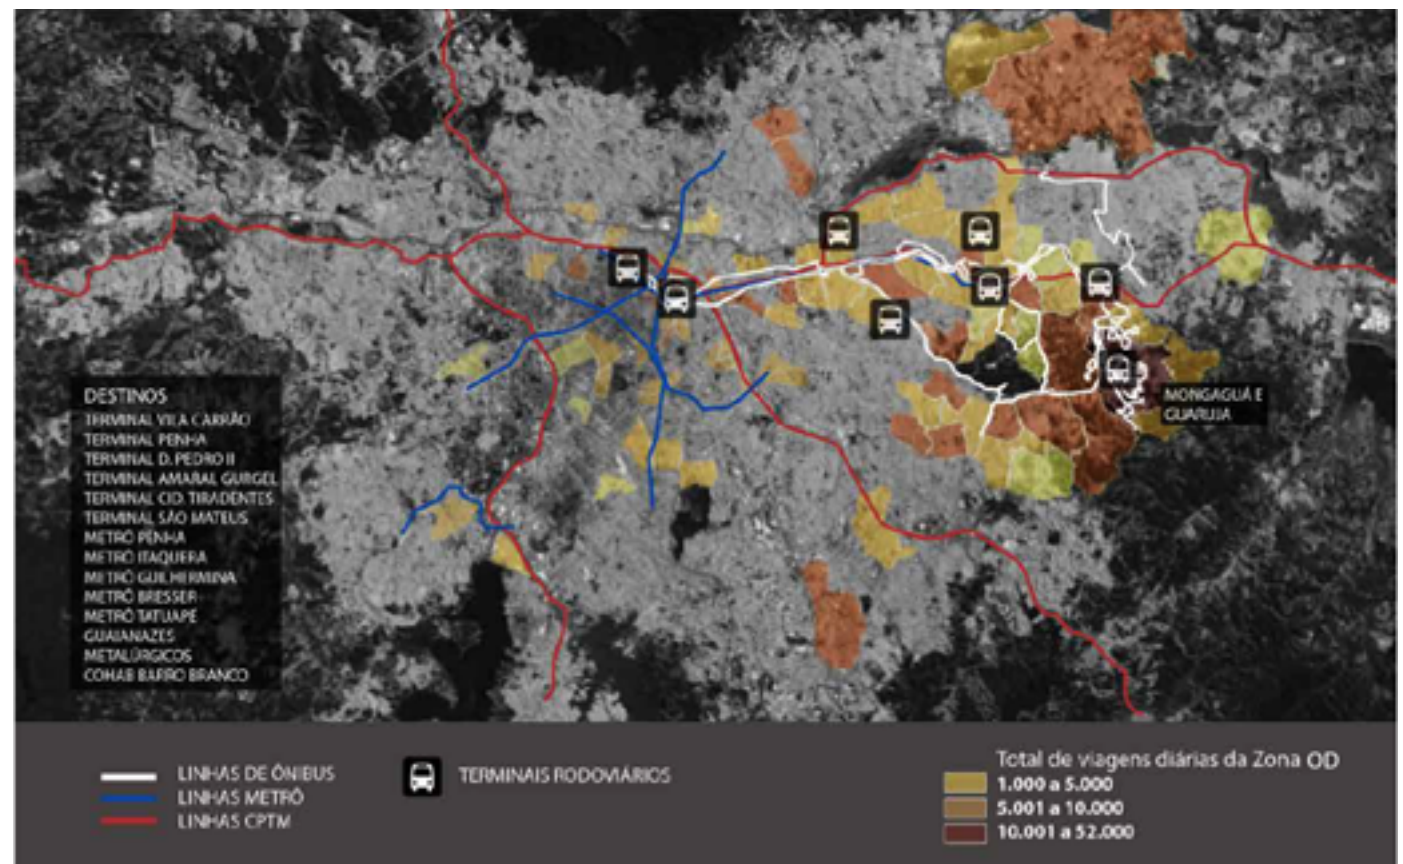 DESTINOS
TERMINAL VILA CARRÃO
TERMINAL PENHA
TERMINAL D. PEDRO II
TERMINAL AMARAL GURGEL
TERMINAL CID. TIRADENTES
TERMINAL SÃO MATEUS
METRÔ PENHA
METRÔ ITAQUERA
METRÔ GUILHERMINA
METRÔ BRESSER
METRÔ TATUAPÉ
GUAIANAZES
METALÚRGICOS
COHAB BARRO BRANCO
MONGAGUÁ E
GUARUJA
LINHAS DE ÔNIBUS
LINHAS METRÔ
LINHAS CPTM
TERMINAIS RODOVIÁRIOS
Total de viagens diárias da Zona OD
1.000 a 5.000
5.001 a 10.000
10.001 a 52.000